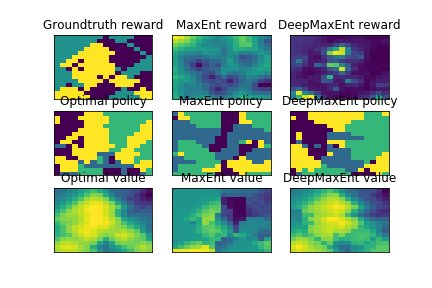 Groundtruth reward MaxEnt reward DeepMaxEnt reward
Optimal policy MaxEnt policy DeepMaxEnt policy
Optimal value MaxEnt value DeepMaxEnt value